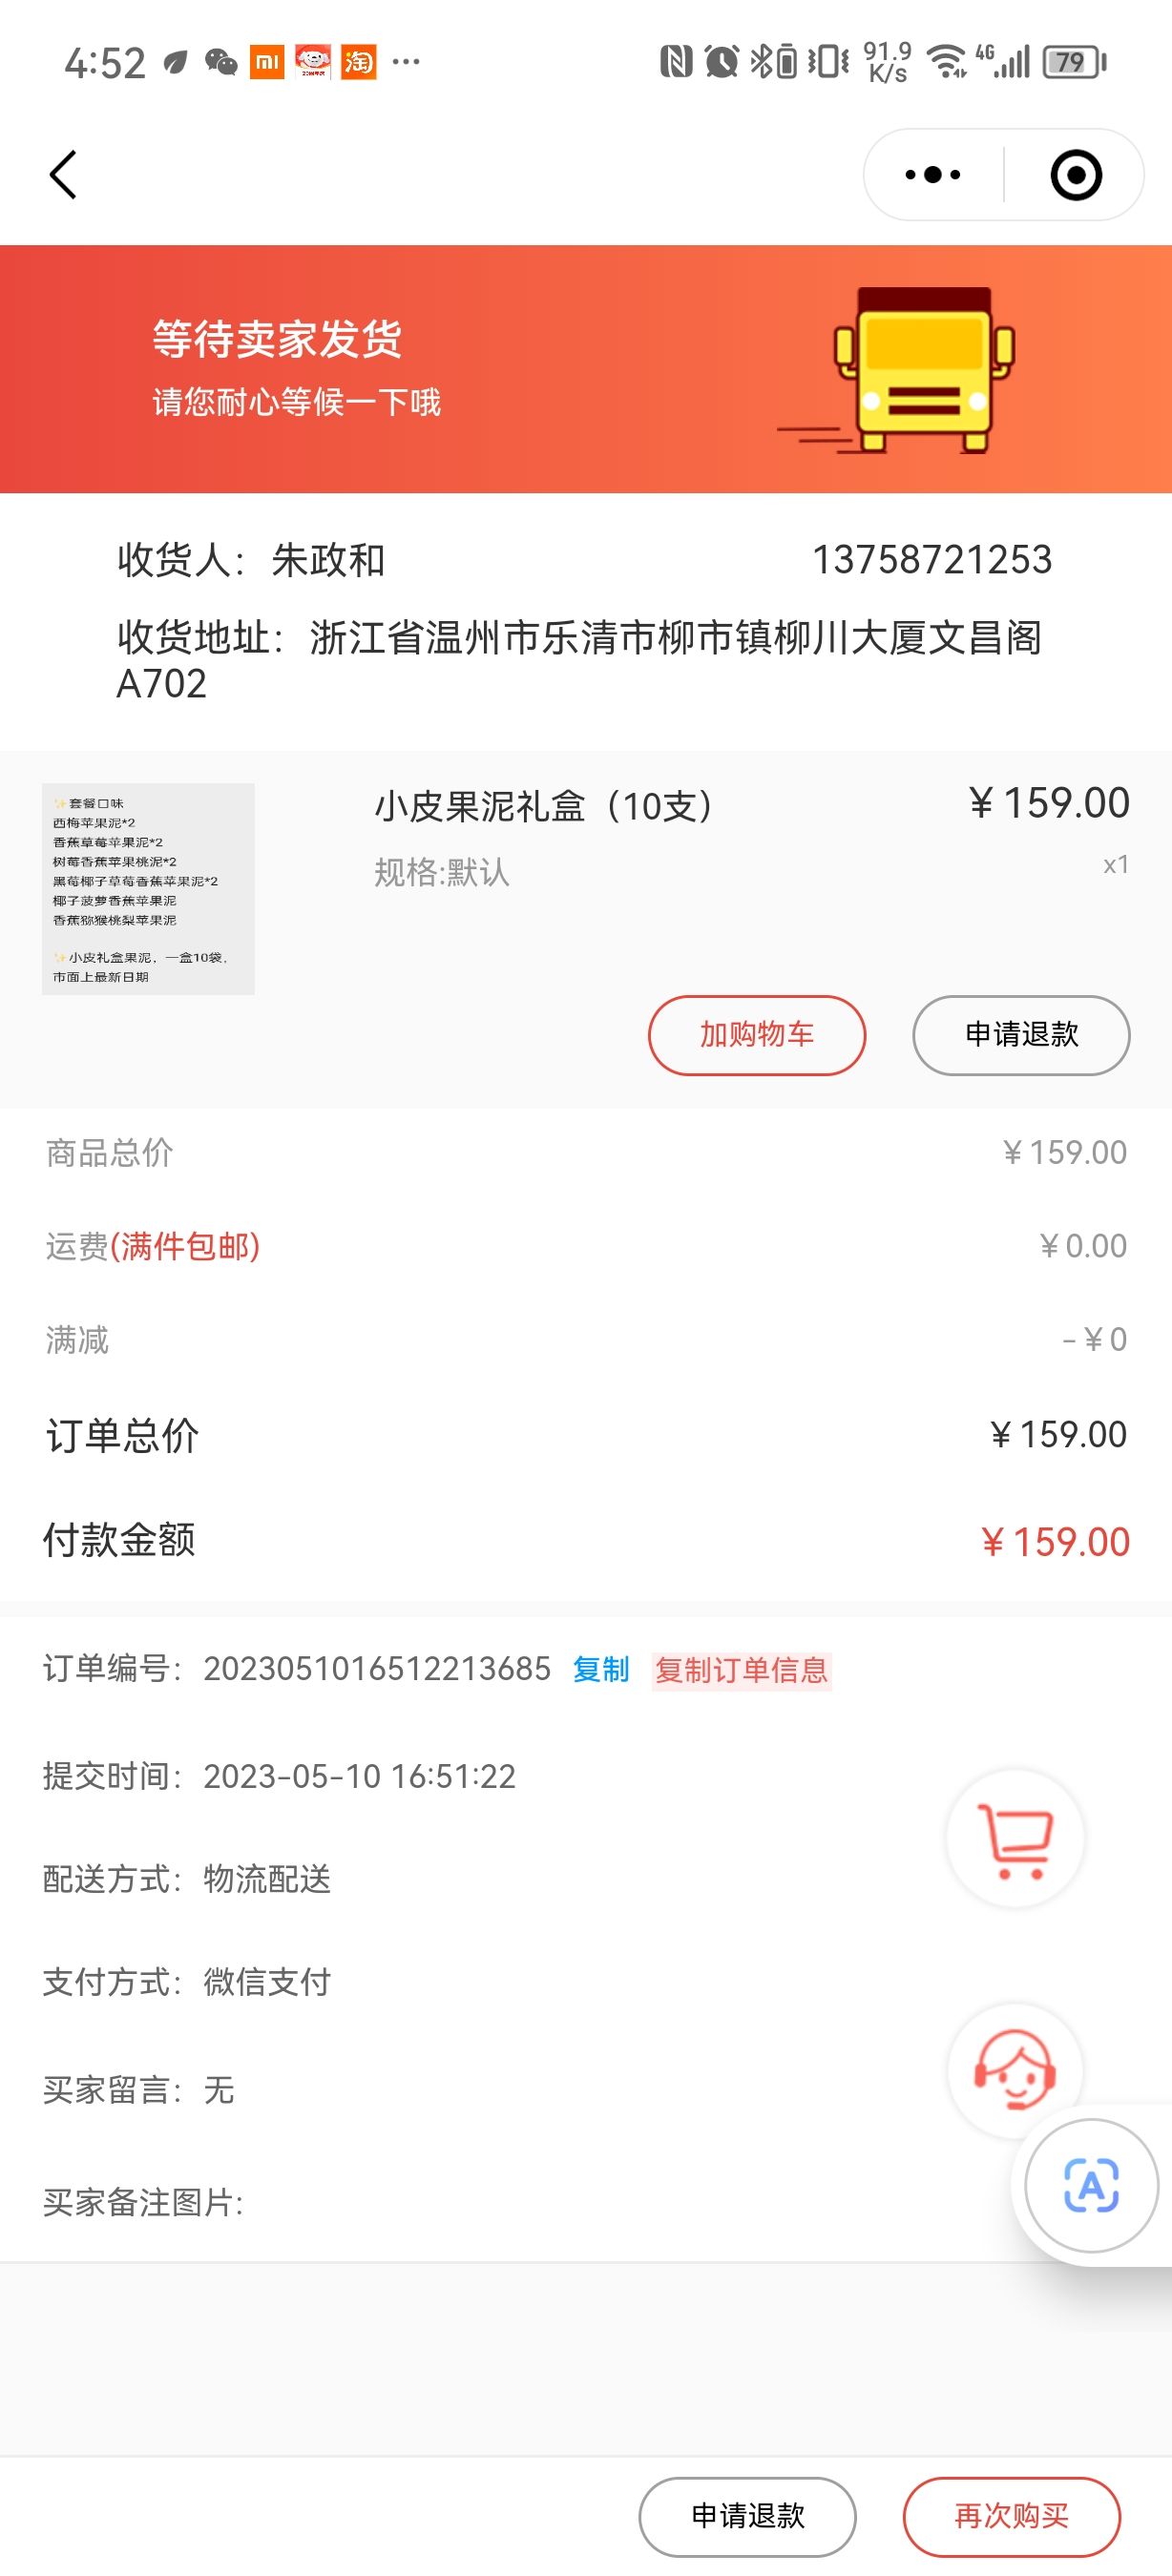 4:52
mi
淘
91.9
K/s
4G
79
等待卖家发货
请您耐心等候一下哦
收货人：朱政和 13758721253
收货地址：浙江省温州市乐清市柳市镇柳川大厦文昌阁
A702
✨套餐口味
西梅苹果泥*2
香蕉草莓苹果泥*2
树莓香蕉苹果桃泥*2
黑莓椰子草莓香蕉苹果泥*2
椰子菠萝香蕉苹果泥
香蕉猕猴桃梨苹果泥
✨小皮礼盒果泥，一盒10袋，
市面上最新日期
小皮果泥礼盒（10支） ￥159.00
规格:默认 x1
加购物车 申请退款
商品总价 ￥159.00
运费(满件包邮) ￥0.00
满减 -￥0
订单总价 ￥159.00
付款金额 ￥159.00
订单编号：2023051016512213685 复制 复制订单信息
提交时间：2023-05-10 16:51:22
配送方式：物流配送
支付方式：微信支付
买家留言：无
A
买家备注图片:
申请退款 再次购买